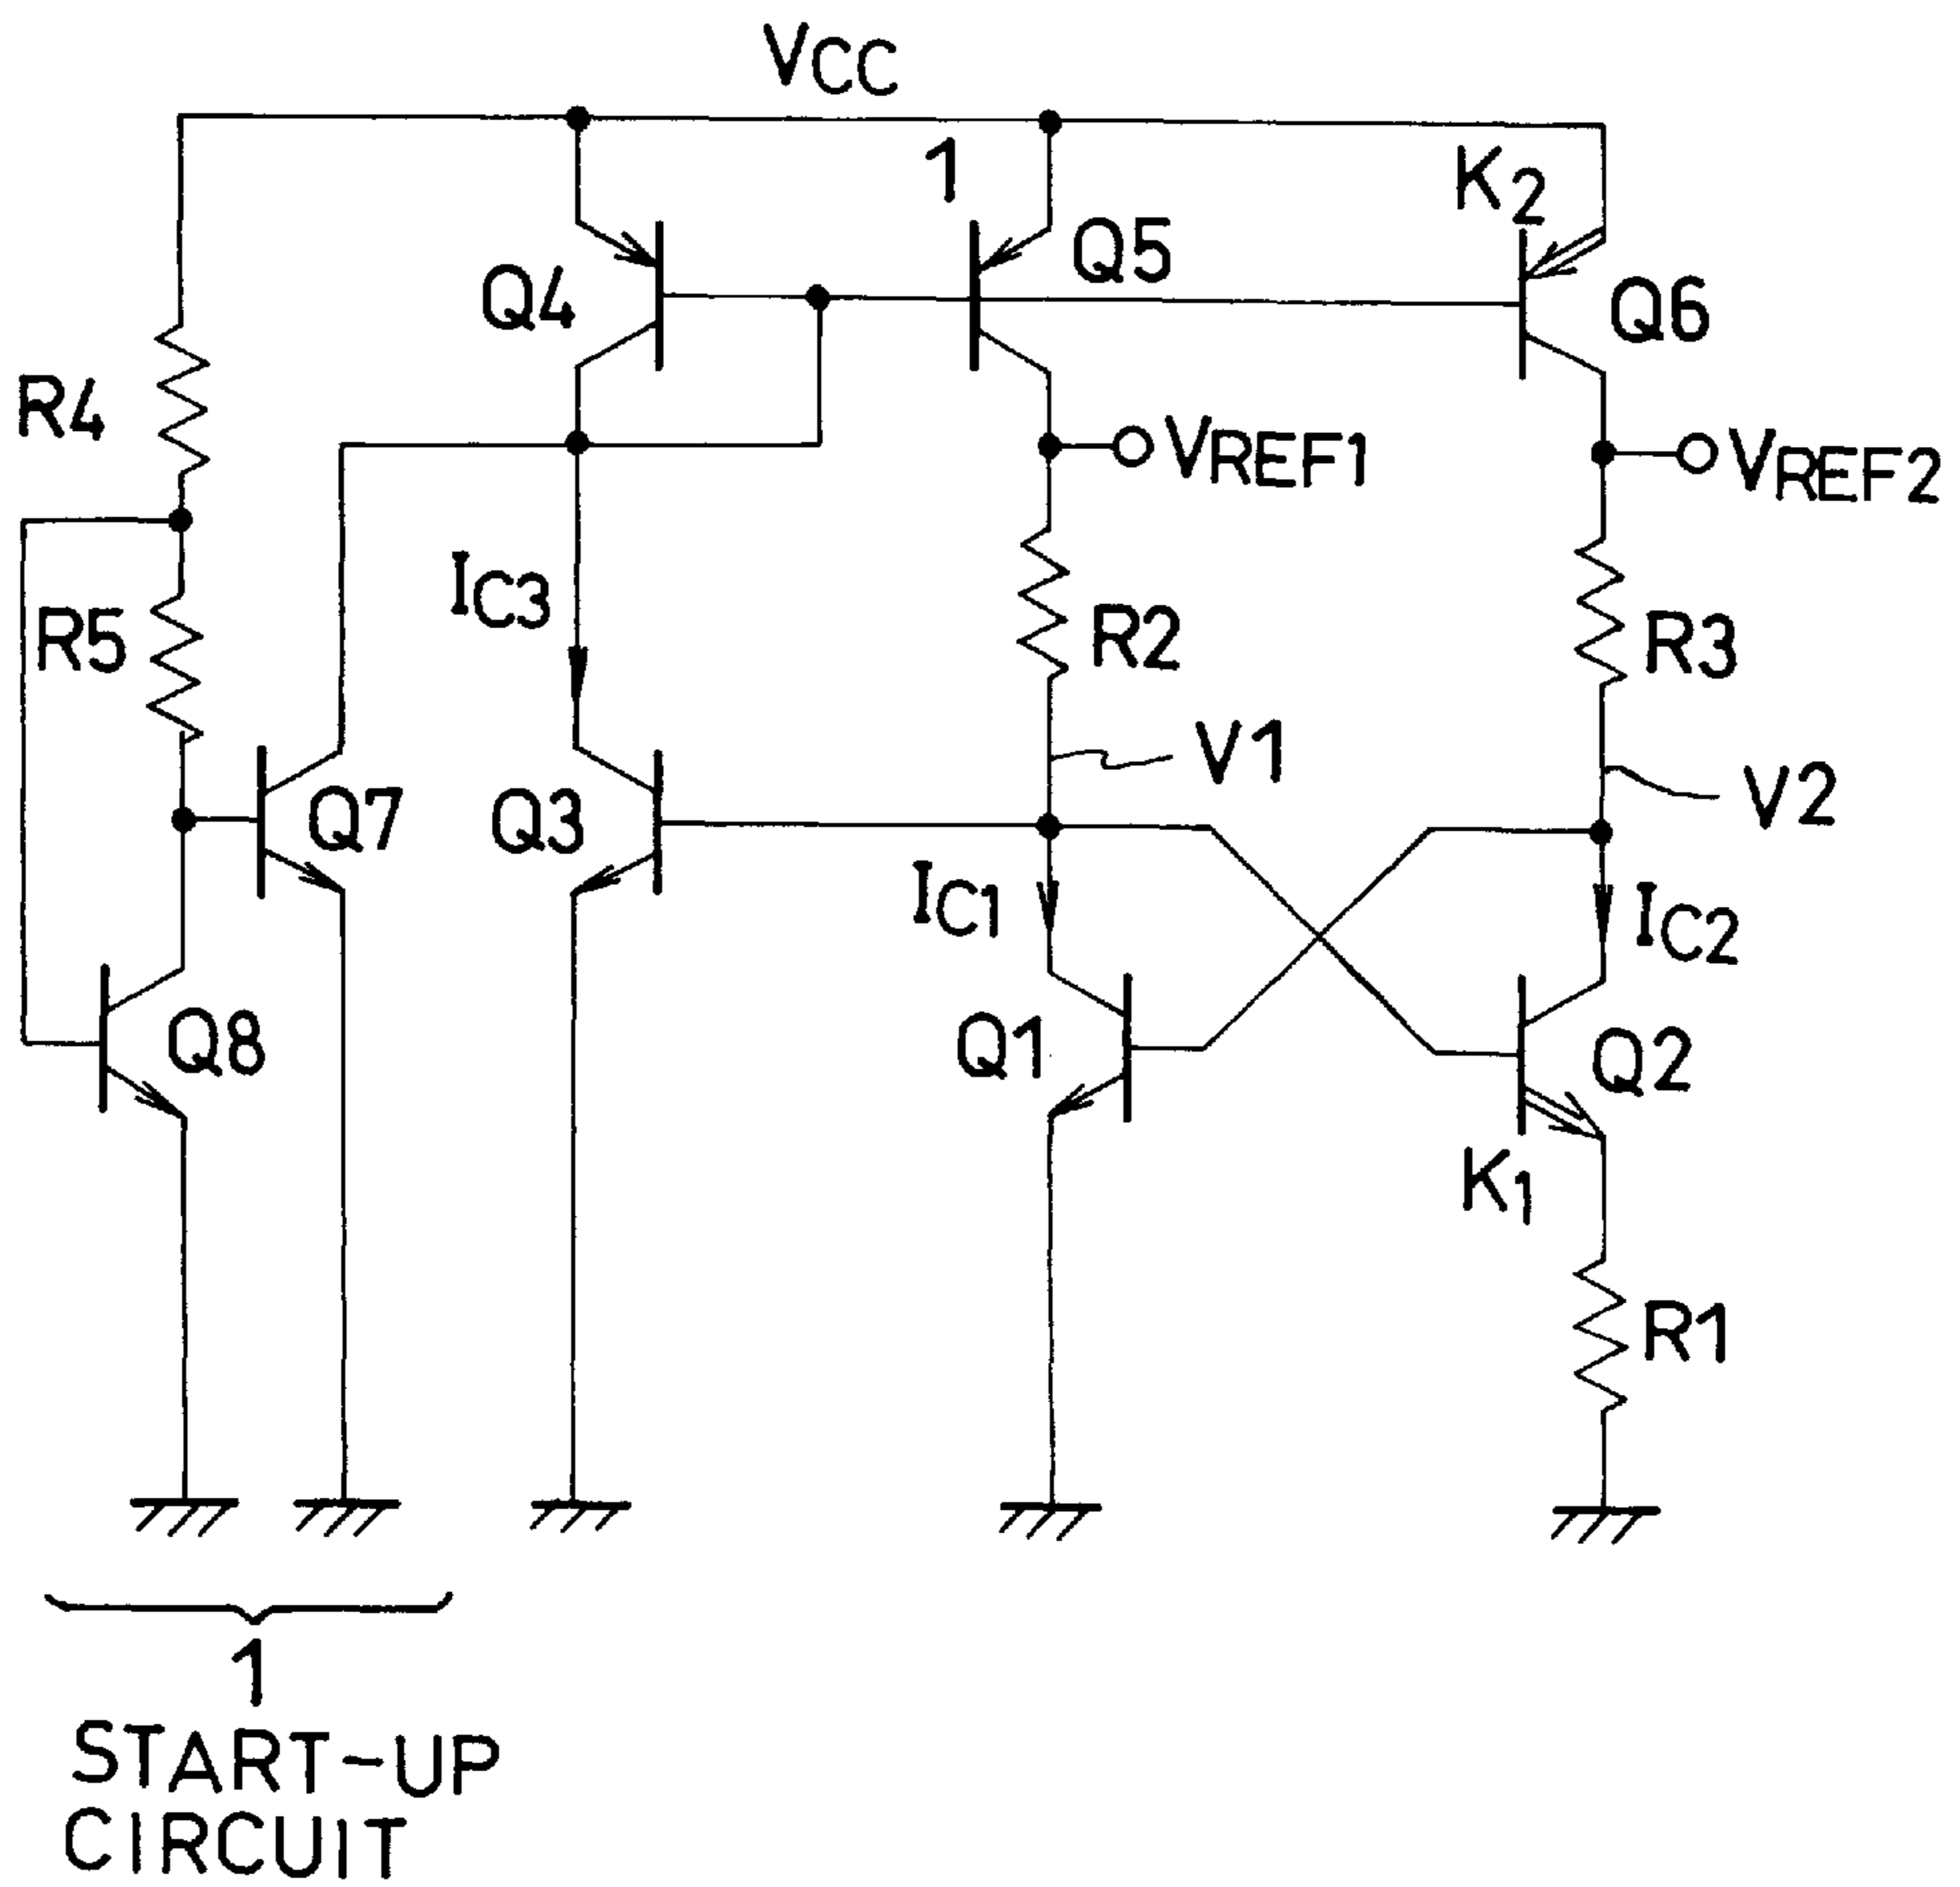 VCC
1
K2
Q4
Q5
Q6
R4
VREF1
VREF2
IC3
R5
R2
R3
V1
V2
Q7
Q3
IC1
IC2
Q8
Q1
Q2
K1
R1
1
START-UP
CIRCUIT